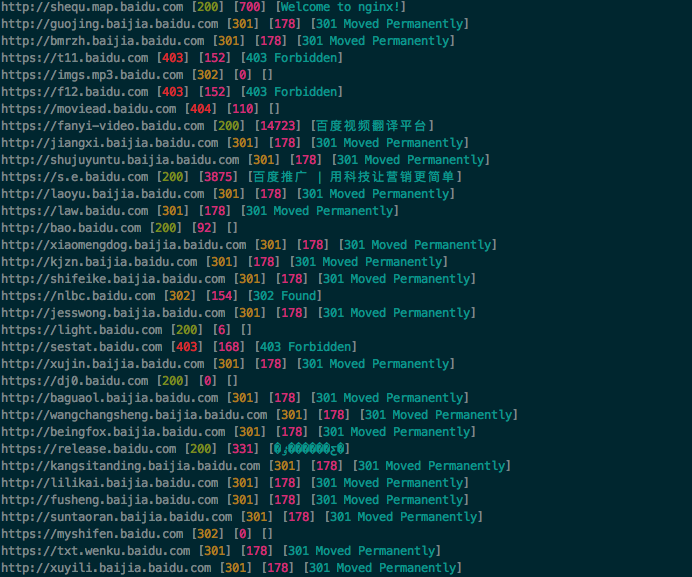 http://shequ.map.baidu.com [200] [700] [Welcome to nginx!]
http://guojing.baijia.baidu.com [301] [178] [301 Moved Permanently]
http://bmrzh.baijia.baidu.com [301] [178] [301 Moved Permanently]
https://t11.baidu.com [403] [152] [403 Forbidden]
https://imgs.mp3.baidu.com [302] [0] []
https://f12.baidu.com [403] [152] [403 Forbidden]
https://moviead.baidu.com [404] [110] []
https://fanyi-video.baidu.com [200] [14723] [百度视频翻译平台]
http://jiangxi.baijia.baidu.com [301] [178] [301 Moved Permanently]
http://shujuyuntu.baijia.baidu.com [301] [178] [301 Moved Permanently]
https://s.e.baidu.com [200] [3875] [百度推广 | 用科技让营销更简单]
http://laoyu.baijia.baidu.com [301] [178] [301 Moved Permanently]
https://law.baidu.com [301] [178] [301 Moved Permanently]
http://bao.baidu.com [200] [92] []
http://xiaomengdog.baijia.baidu.com [301] [178] [301 Moved Permanently]
http://kjzn.baijia.baidu.com [301] [178] [301 Moved Permanently]
http://shifeike.baijia.baidu.com [301] [178] [301 Moved Permanently]
https://nlbc.baidu.com [302] [154] [302 Found]
http://jesswong.baijia.baidu.com [301] [178] [301 Moved Permanently]
https://light.baidu.com [200] [6] []
https://sestat.baidu.com [403] [168] [403 Forbidden]
http://xujin.baijia.baidu.com [301] [178] [301 Moved Permanently]
https://dj0.baidu.com [200] [0] []
http://baguaol.baijia.baidu.com [301] [178] [301 Moved Permanently]
http://wangchangsheng.baijia.baidu.com [301] [178] [301 Moved Permanently]
http://beingfox.baijia.baidu.com [301] [178] [301 Moved Permanently]
https://release.baidu.com [200] [331]
http://kangsitanding.baijia.baidu.com [301] [178] [301 Moved Permanently]
http://lilikai.baijia.baidu.com [301] [178] [301 Moved Permanently]
http://fusheng.baijia.baidu.com [301] [178] [301 Moved Permanently]
http://suntaoran.baijia.baidu.com [301] [178] [301 Moved Permanently]
https://myshifen.baidu.com [302] [0] []
https://txt.wenku.baidu.com [301] [178] [301 Moved Permanently]
http://xuyili.baijia.baidu.com [301] [178] [301 Moved Permanently]